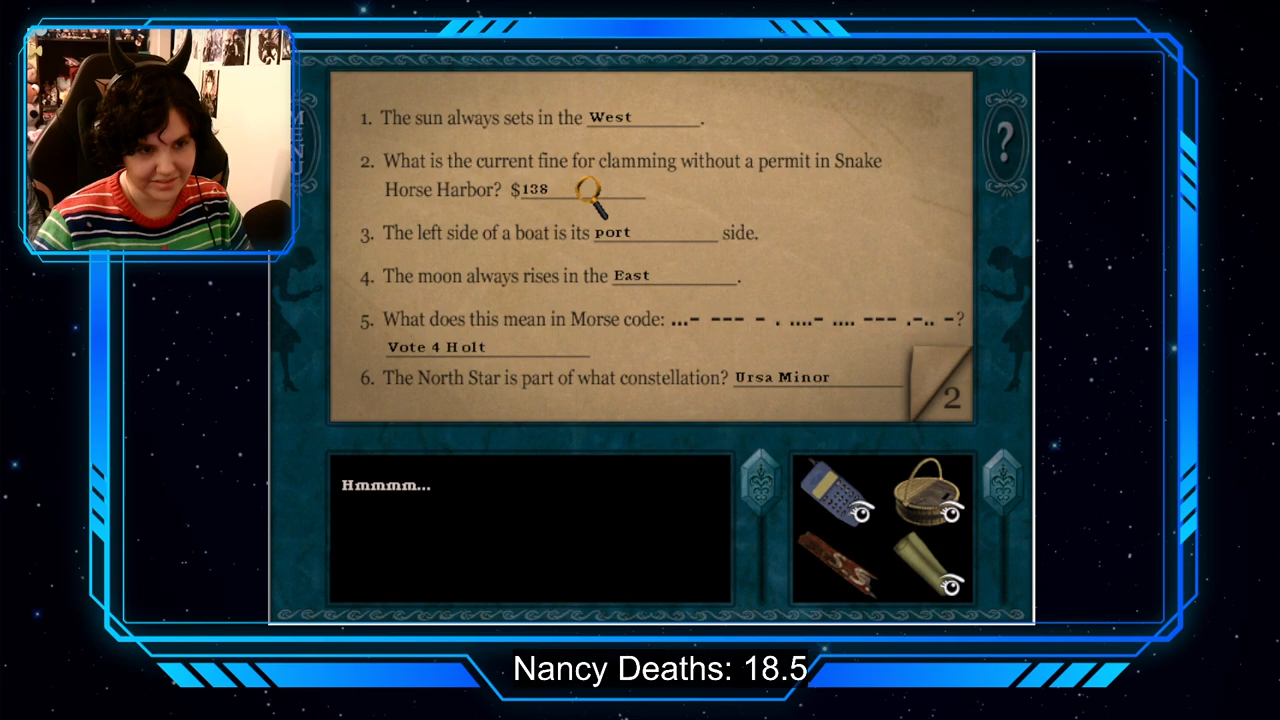 MENU
?
1. The sun always sets in the West.
2. What is the current fine for clamming without a permit in Snake
Horse Harbor? $138
3. The left side of a boat is its port side.
4. The moon always rises in the East.
5. What does this mean in Morse code: ...- --- - . ....- .... --- .-.. -?
Vote 4 Holt
6. The North Star is part of what constellation? Ursa Minor
2
Hmmmm...
S.S
Nancy Deaths: 18.5